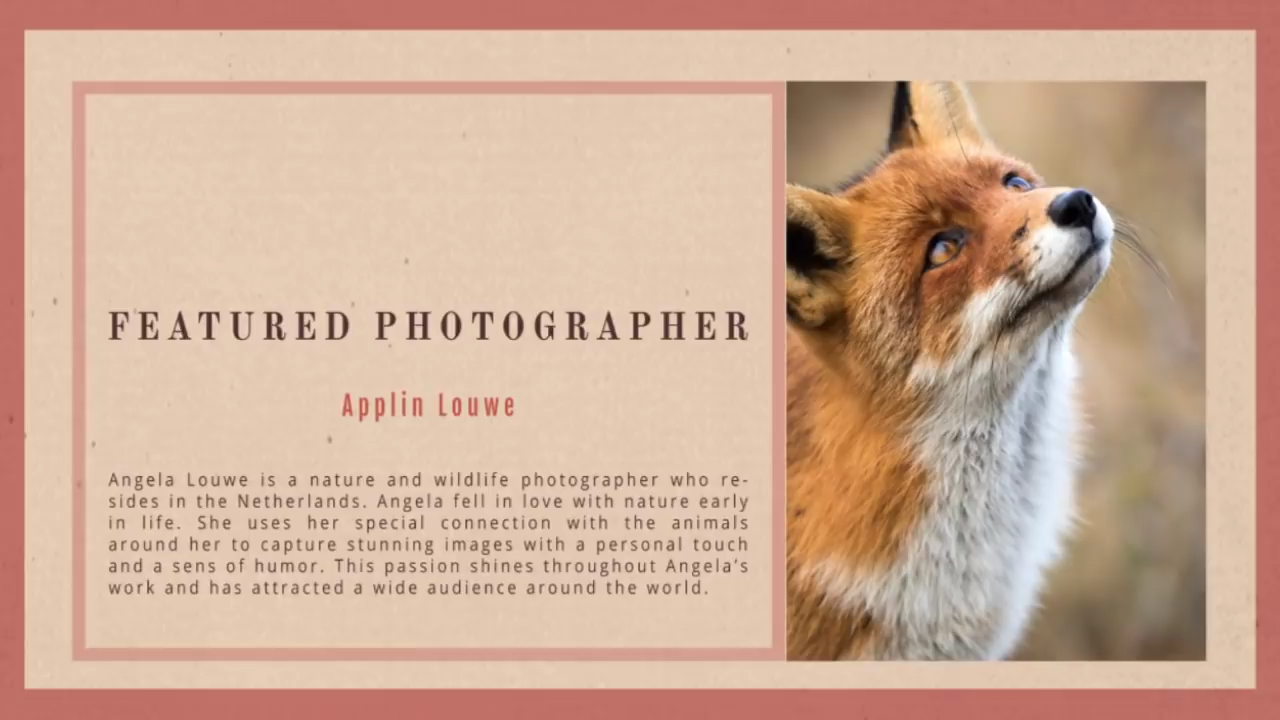 FEATURED PHOTOGRAPHER
Applin Louwe
Angela Louwe is a nature and wildlife photographer who re-
sides in the Netherlands. Angela fell in love with nature early
in life. She uses her special connection with the animals
around her to capture stunning images with a personal touch
and a sens of humor. This passion shines throughout Angela's
work and has attracted a wide audience around the world.